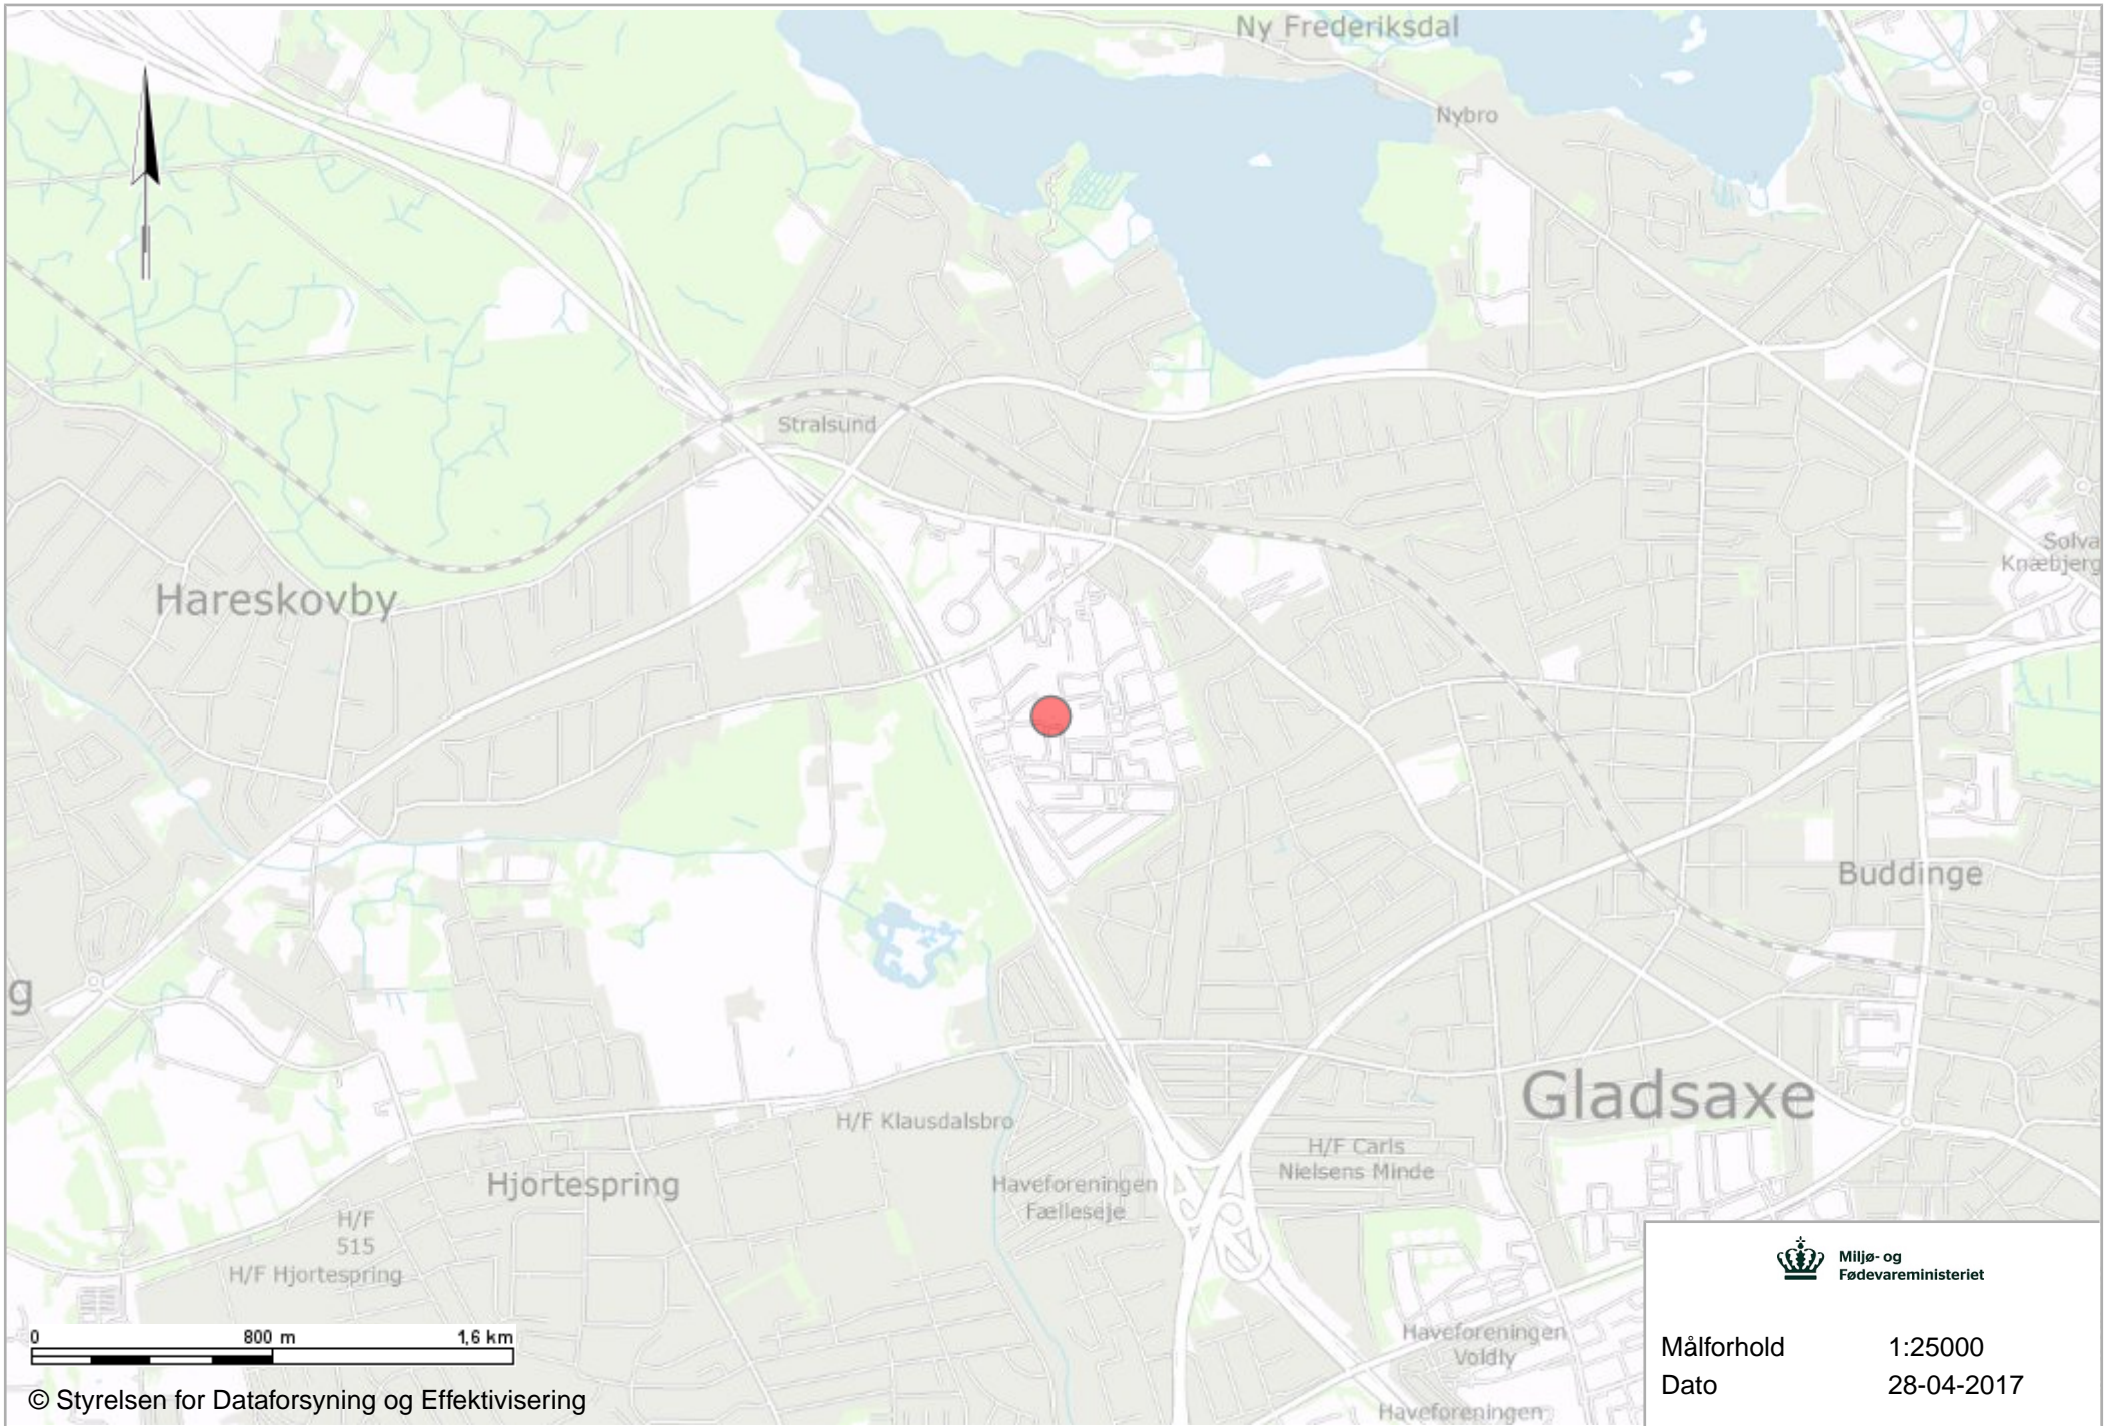 Ny Frederiksdal
Nybro
Stralsund
Solva
Knæbjerg
Hareskovby
Buddinge
g
Gladsaxe
H/F Klausdalsbro
H/F Carls
Nielsens Minde
Hjortespring
Haveforeningen
Fælleseje
H/F
515
H/F Hjortespring
Haveforeningen
Voldly
Haveforeningen
0 800 m 1,6 km
© Styrelsen for Dataforsyning og Effektivisering
Miljø- og
Fødevareministeriet
Målforhold 1:25000
Dato 28-04-2017